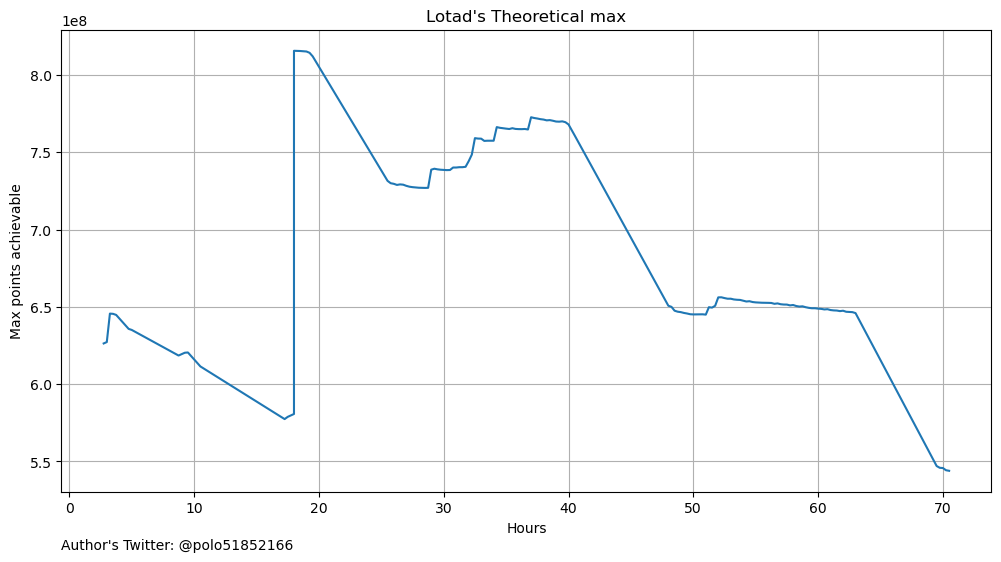 Lotad's Theoretical max
1e8
8.0
7.5
7.0
6.5
6.0
5.5
Max points achievable
0 10 20 30 40 50 60 70
Hours
Author's Twitter: @polo51852166